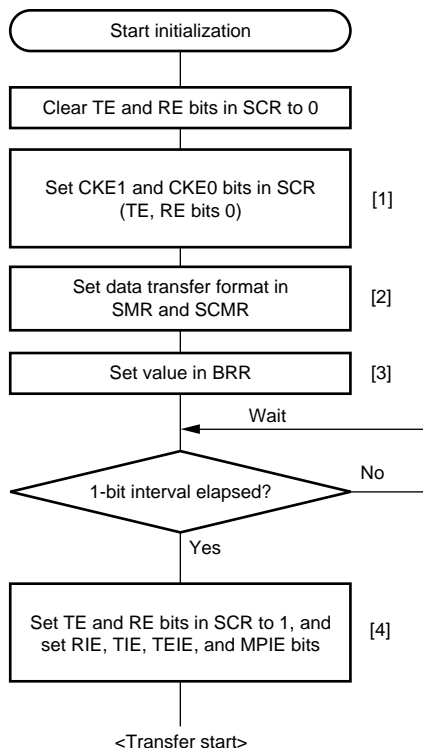 Start initialization
Clear TE and RE bits in SCR to 0
Set CKE1 and CKE0 bits in SCR
(TE, RE bits 0)
[1]
Set data transfer format in
SMR and SCMR
[2]
Set value in BRR
[3]
Wait
1-bit interval elapsed?
No
Yes
Set TE and RE bits in SCR to 1, and
set RIE, TIE, TEIE, and MPIE bits
[4]
<Transfer start>